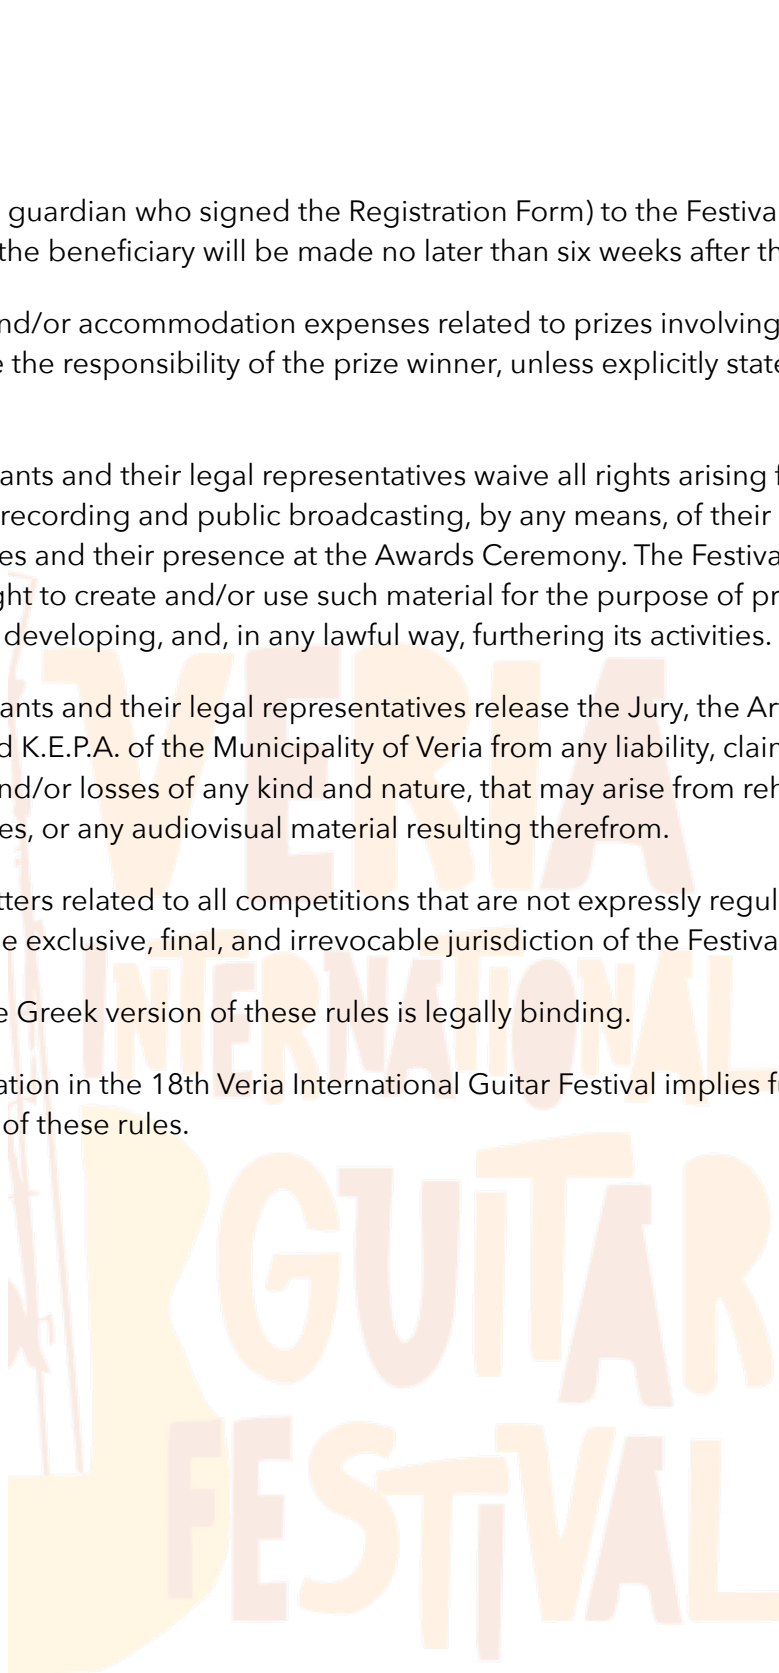 guardian who signed the Registration Form) to the Festiva
the beneficiary will be made no later than six weeks after th
nd/or accommodation expenses related to prizes involving
e the responsibility of the prize winner, unless explicitly state
ants and their legal representatives waive all rights arising f
recording and public broadcasting, by any means, of their
es and their presence at the Awards Ceremony. The Festiva
ght to create and/or use such material for the purpose of pr
developing, and, in any lawful way, furthering its activities.
ants and their legal representatives release the Jury, the Ar
d K.E.P.A. of the Municipality of Veria from any liability, claim
nd/or losses of any kind and nature, that may arise from reh
es, or any audiovisual material resulting therefrom.
tters related to all competitions that are not expressly regul
e exclusive, final, and irrevocable jurisdiction of the Festiva
e Greek version of these rules is legally binding.
ation in the 18th Veria International Guitar Festival implies fu
of these rules.
VERIA
INTERNATIONAL
GUITAR
FESTIVAL